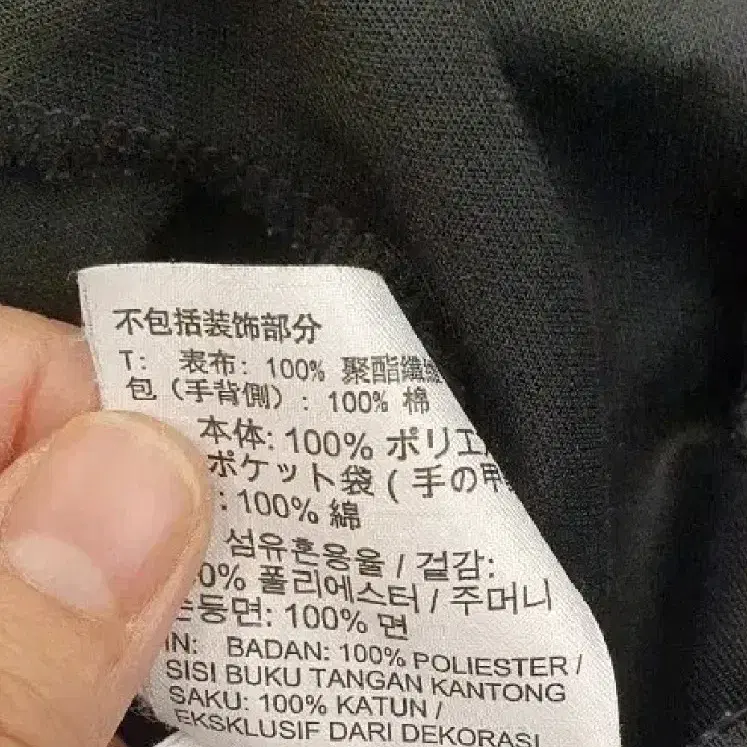 不包括装饰部分
T: 表布: 100% 聚酯纖維
包（手背側）: 100% 棉
本体: 100% ポリエ
ポケット袋 ( 手の甲
: 100% 綿
섬유혼용율 / 겉감:
0% 폴리에스터 / 주머니
손등면: 100% 면
IN: BADAN: 100% POLIESTER /
SISI BUKU TANGAN KANTONG
SAKU: 100% KATUN /
EKSKLUSIF DARI DEKORASI